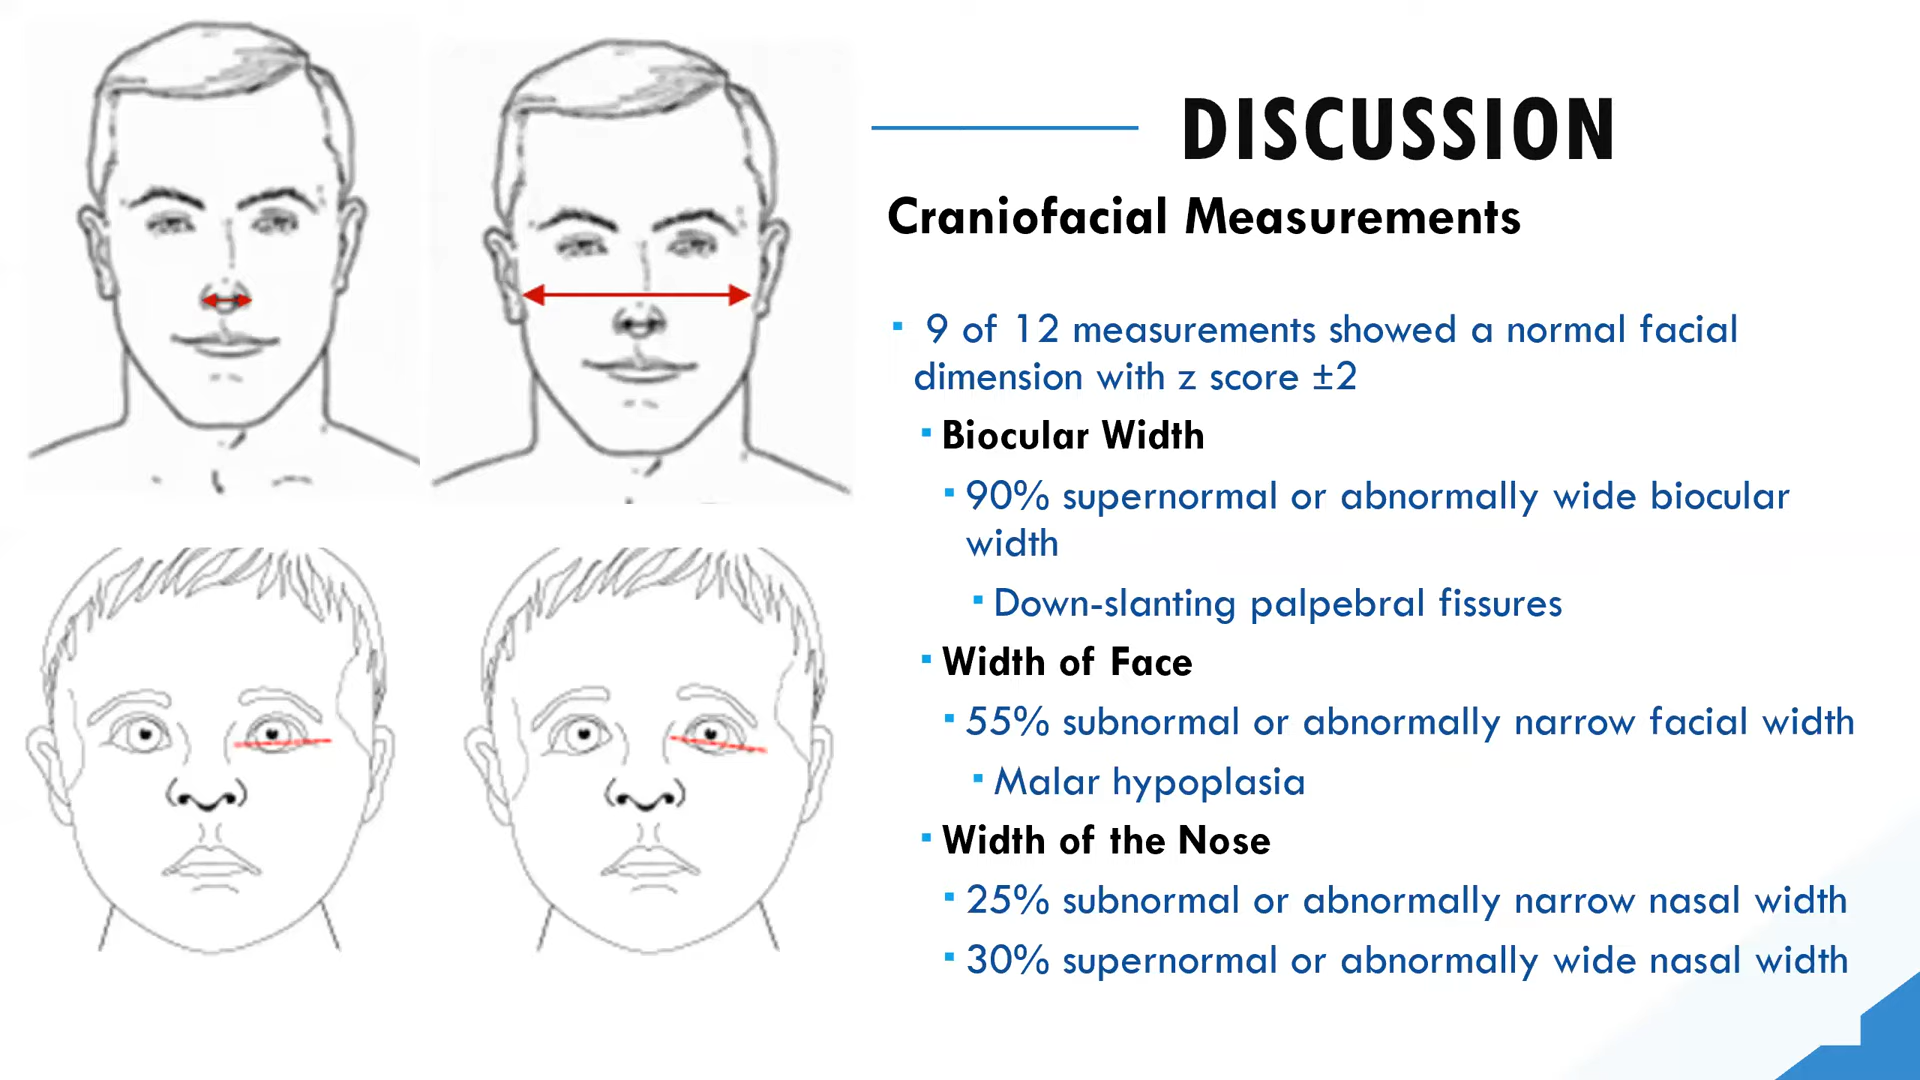 DISCUSSION
Craniofacial Measurements
9 of 12 measurements showed a normal facial
dimension with z score ±2
Biocular Width
90% supernormal or abnormally wide biocular
width
Down-slanting palpebral fissures
Width of Face
55% subnormal or abnormally narrow facial width
Malar hypoplasia
Width of the Nose
25% subnormal or abnormally narrow nasal width
30% supernormal or abnormally wide nasal width